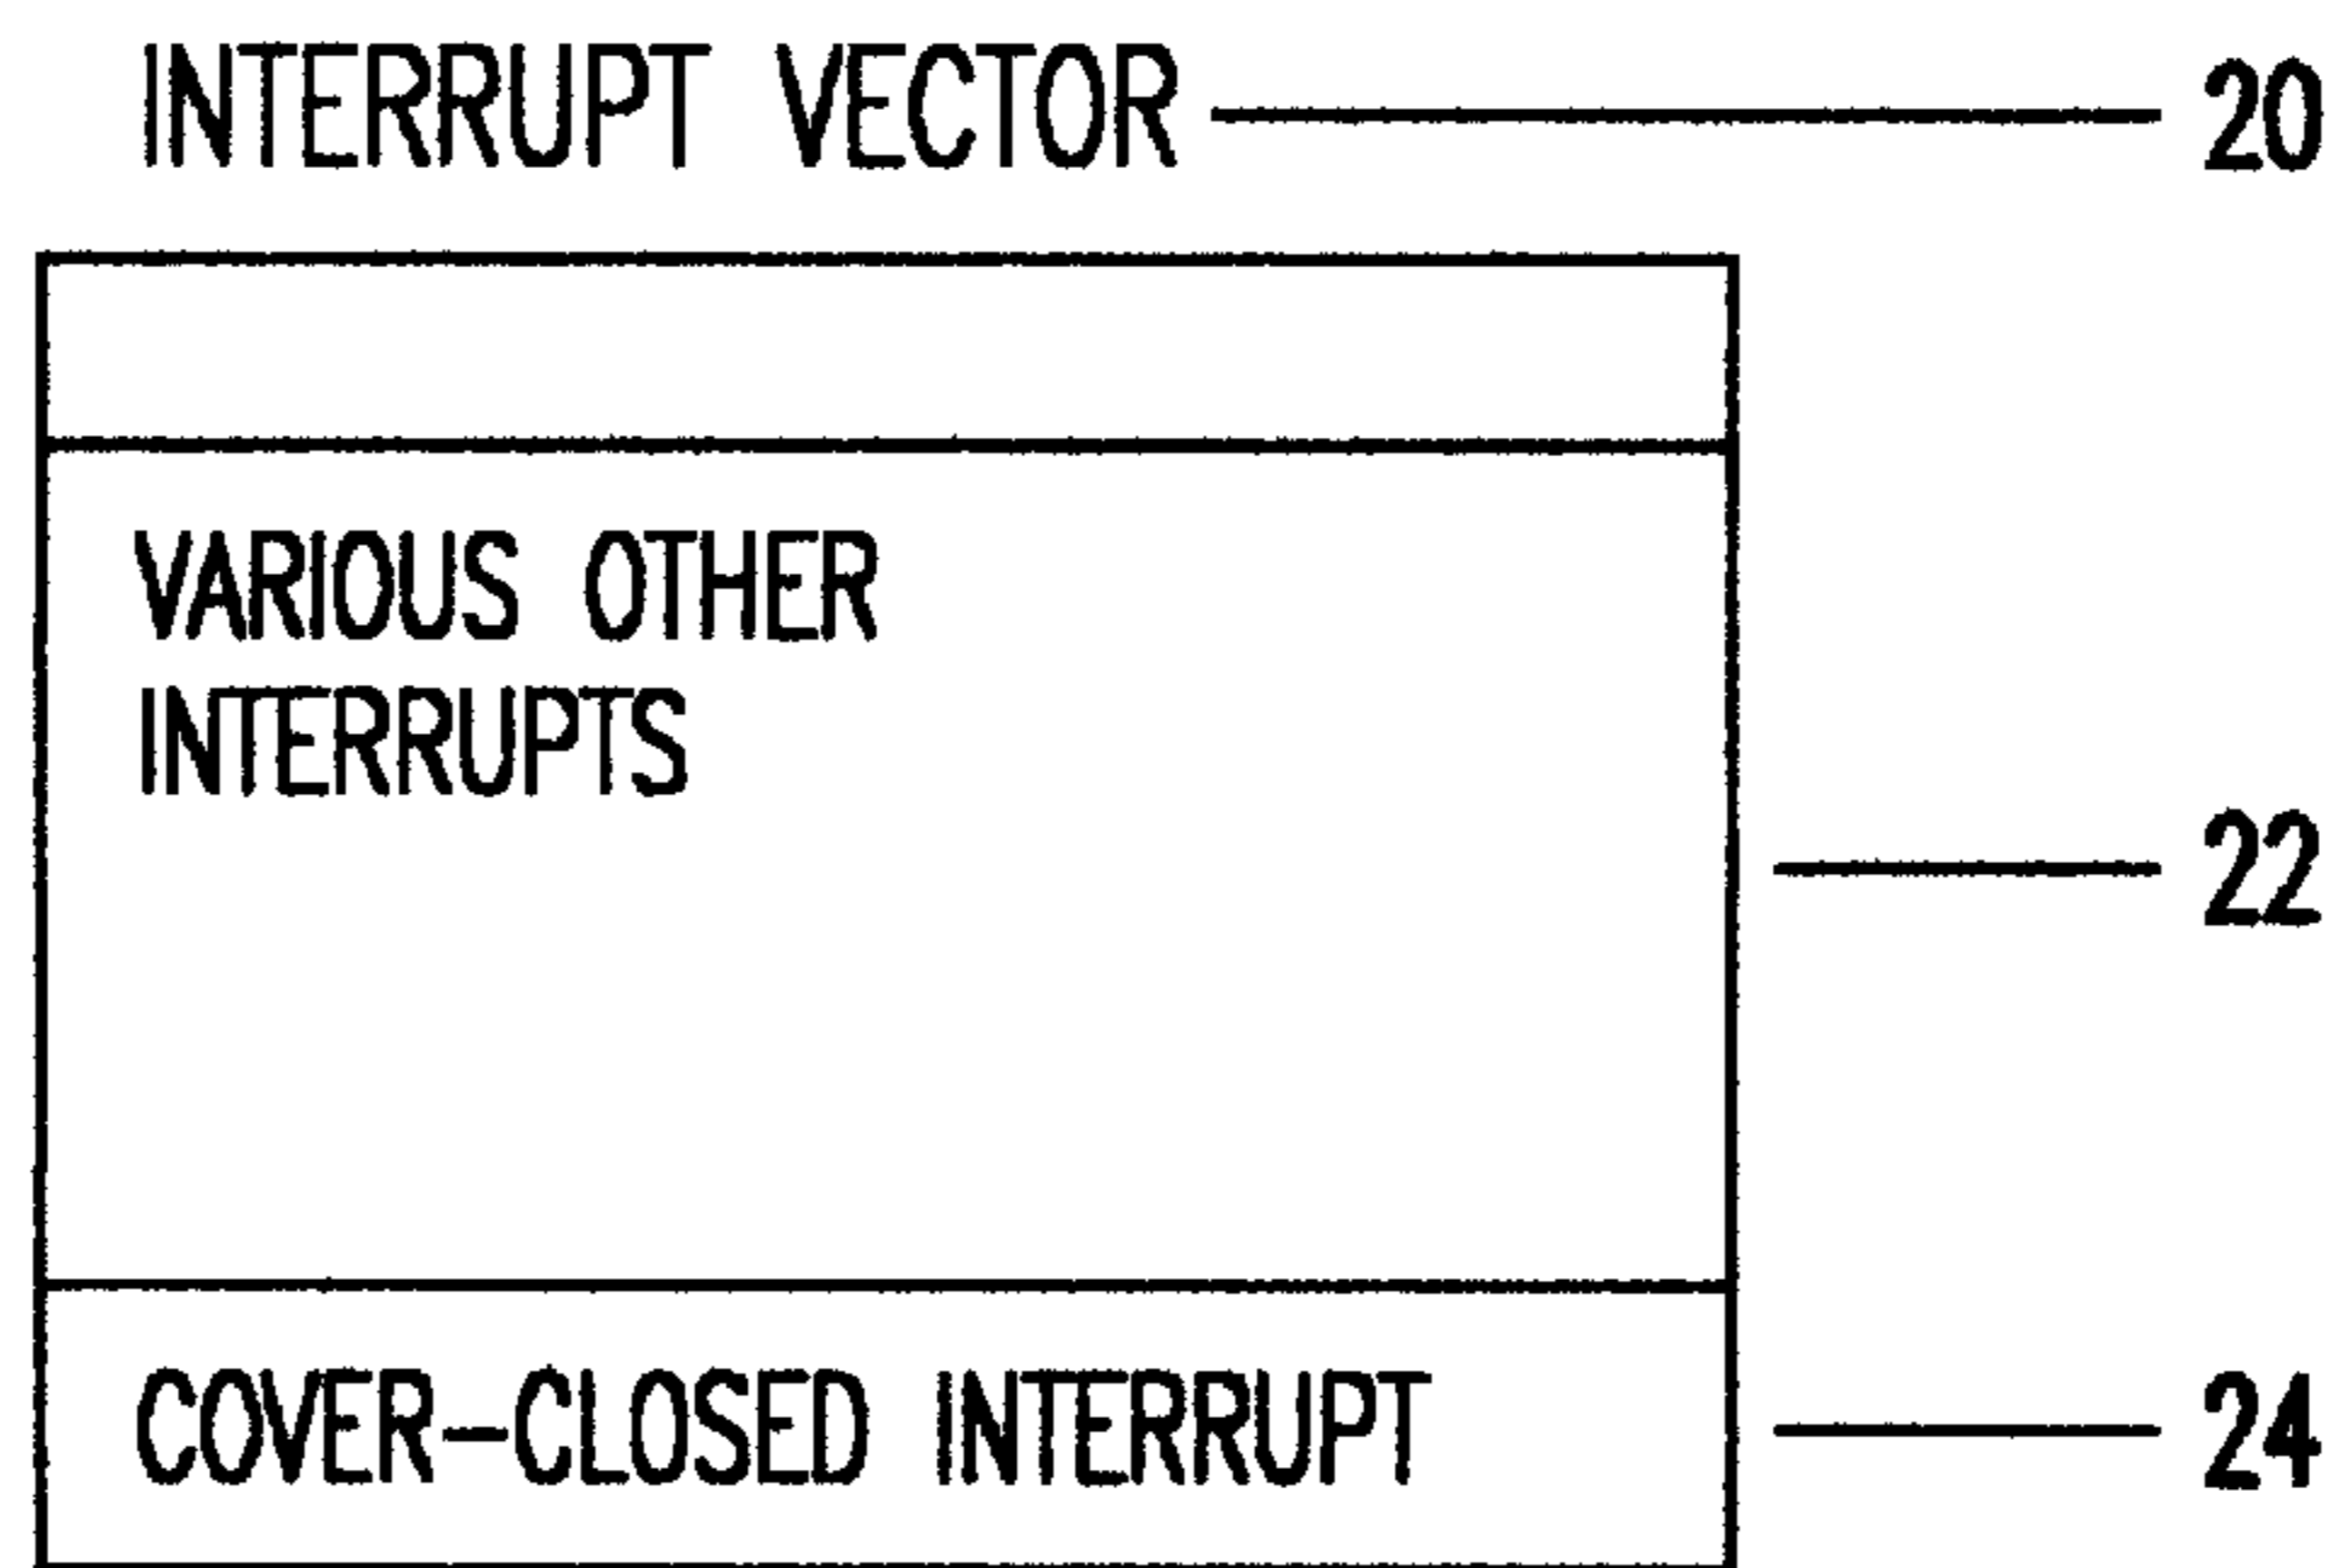 INTERRUPT VECTOR 20
VARIOUS OTHER
INTERRUPTS
22
COVER-CLOSED INTERRUPT 24